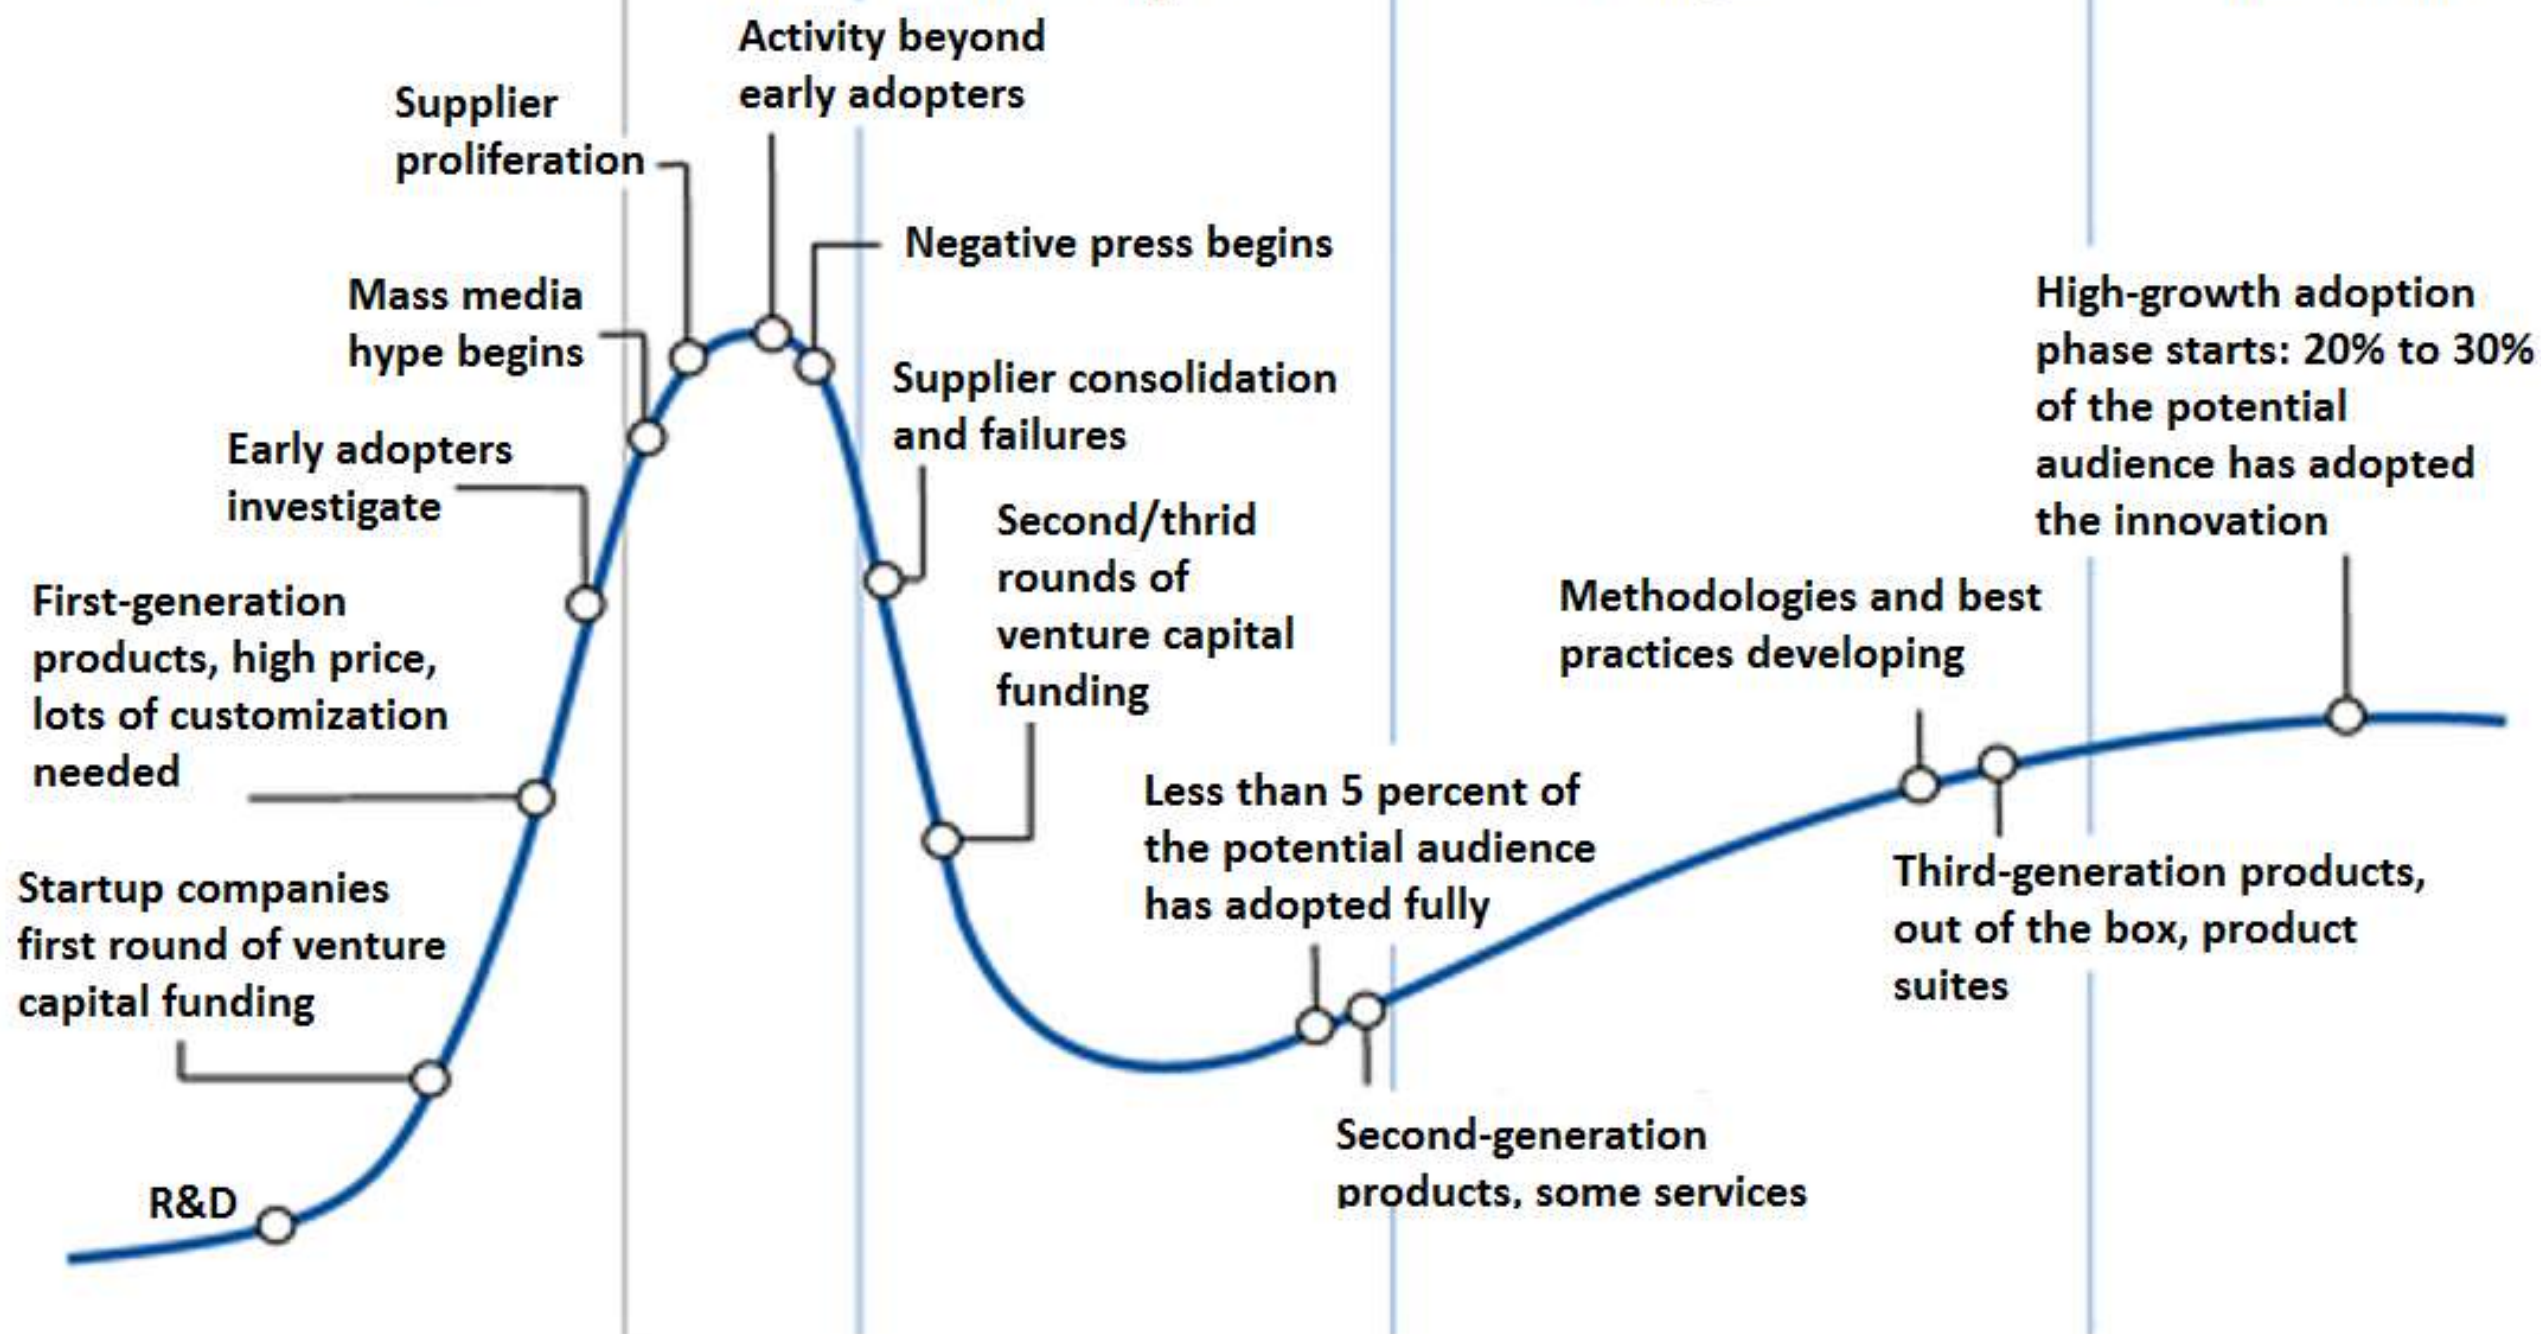 Activity beyond
early adopters
Supplier
proliferation
Negative press begins
Mass media
hype begins
Supplier consolidation
and failures
Early adopters
investigate
Second/thrid
rounds of
venture capital
funding
First-generation
products, high price,
lots of customization
needed
Startup companies
first round of venture
capital funding
R&D
Less than 5 percent of
the potential audience
has adopted fully
Second-generation
products, some services
Methodologies and best
practices developing
Third-generation products,
out of the box, product
suites
High-growth adoption
phase starts: 20% to 30%
of the potential
audience has adopted
the innovation